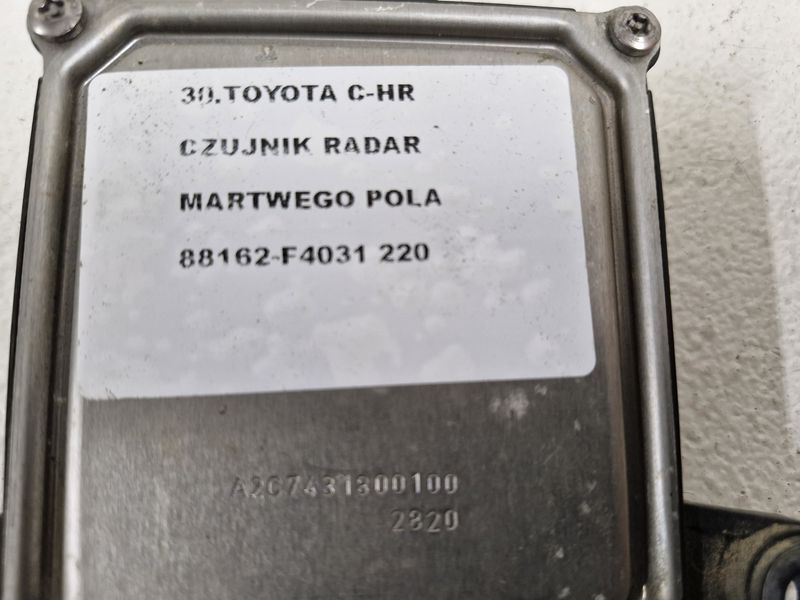 30.TOYOTA C-HR
CZUJNIK RADAR
MARTWEGO POLA
88162-F4031 220
A2C7431300100
2820